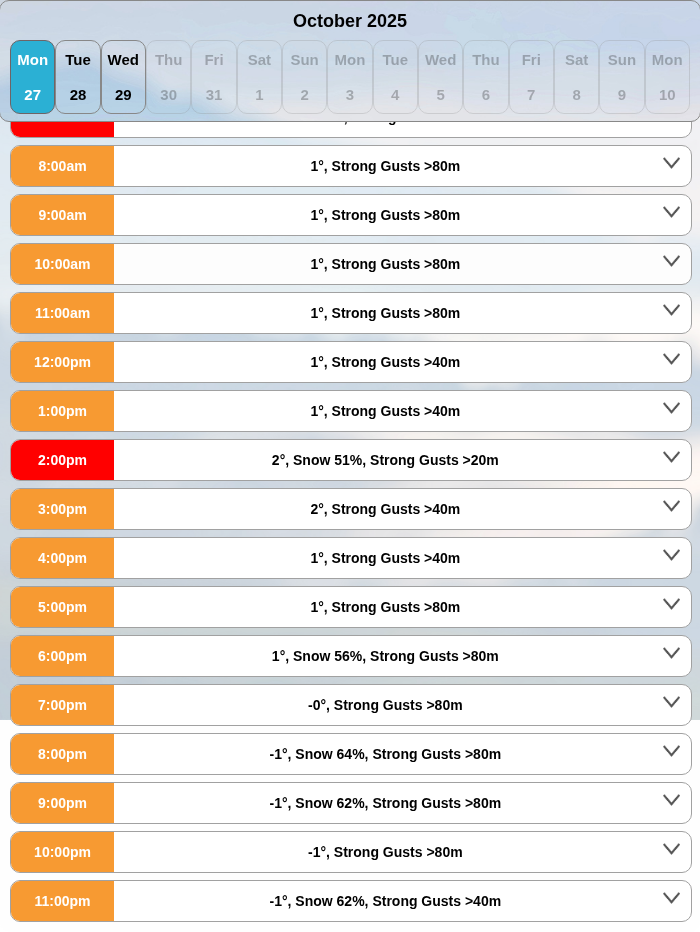 October 2025
Mon Tue Wed Thu Fri Sat Sun Mon Tue Wed Thu Fri Sat Sun Mon
27 28 29 30 31 1 2 3 4 5 6 7 8 9 10
8:00am 1°, Strong Gusts >80m
9:00am 1°, Strong Gusts >80m
10:00am 1°, Strong Gusts >80m
11:00am 1°, Strong Gusts >80m
12:00pm 1°, Strong Gusts >40m
1:00pm 1°, Strong Gusts >40m
2:00pm 2°, Snow 51%, Strong Gusts >20m
3:00pm 2°, Strong Gusts >40m
4:00pm 1°, Strong Gusts >40m
5:00pm 1°, Strong Gusts >80m
6:00pm 1°, Snow 56%, Strong Gusts >80m
7:00pm -0°, Strong Gusts >80m
8:00pm -1°, Snow 64%, Strong Gusts >80m
9:00pm -1°, Snow 62%, Strong Gusts >80m
10:00pm -1°, Strong Gusts >80m
11:00pm -1°, Snow 62%, Strong Gusts >40m